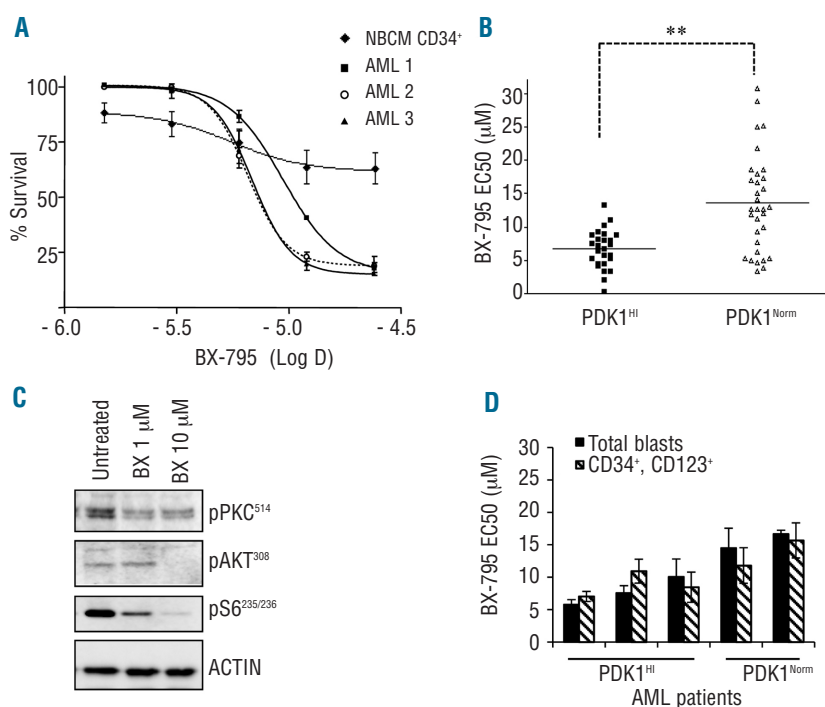 A
NBCM CD34⁺
AML 1
AML 2
AML 3
100
75
50
25
% Survival
- 6.0
- 5.5
- 5.0
- 4.5
BX-795 (Log D)
B
**
30
25
20
15
10
5
0
BX-795 EC50 (μM)
PDK1ᴴᴵ
PDK1ᴺᵒʳᵐ
C
Untreated
BX 1 μM
BX 10 μM
pPKC⁵¹⁴
pAKT³⁰⁸
pS6²³⁵/²³⁶
ACTIN
D
Total blasts
CD34⁺, CD123⁺
30
25
20
15
10
5
0
BX-795 EC50 (μM)
PDK1ᴴᴵ
PDK1ᴺᵒʳᵐ
AML patients